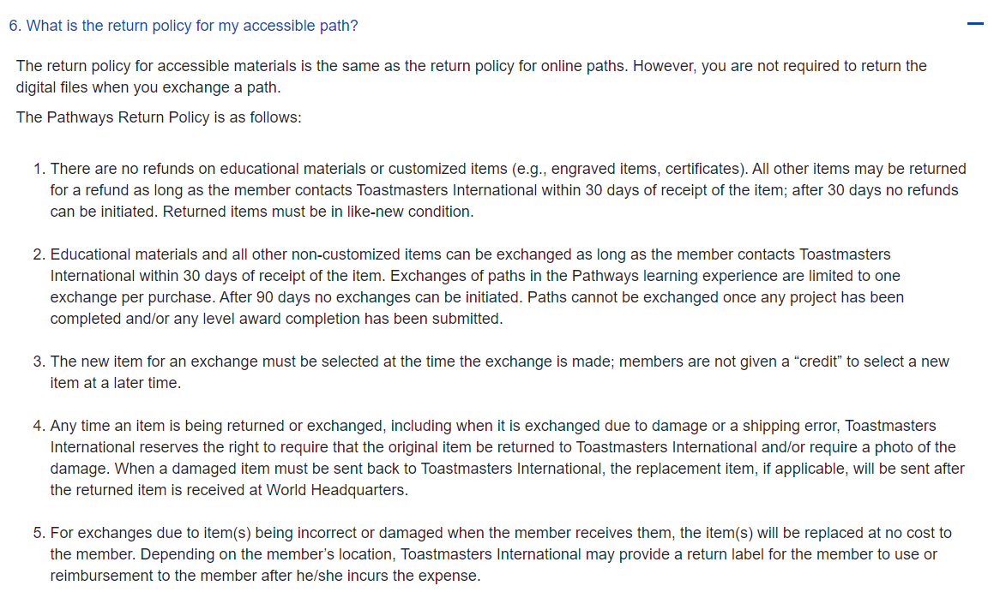 6. What is the return policy for my accessible path?
The return policy for accessible materials is the same as the return policy for online paths. However, you are not required to return the
digital files when you exchange a path.
The Pathways Return Policy is as follows:
1. There are no refunds on educational materials or customized items (e.g., engraved items, certificates). All other items may be returned
for a refund as long as the member contacts Toastmasters International within 30 days of receipt of the item; after 30 days no refunds
can be initiated. Returned items must be in like-new condition.
2. Educational materials and all other non-customized items can be exchanged as long as the member contacts Toastmasters
International within 30 days of receipt of the item. Exchanges of paths in the Pathways learning experience are limited to one
exchange per purchase. After 90 days no exchanges can be initiated. Paths cannot be exchanged once any project has been
completed and/or any level award completion has been submitted.
3. The new item for an exchange must be selected at the time the exchange is made; members are not given a “credit” to select a new
item at a later time.
4. Any time an item is being returned or exchanged, including when it is exchanged due to damage or a shipping error, Toastmasters
International reserves the right to require that the original item be returned to Toastmasters International and/or require a photo of the
damage. When a damaged item must be sent back to Toastmasters International, the replacement item, if applicable, will be sent after
the returned item is received at World Headquarters.
5. For exchanges due to item(s) being incorrect or damaged when the member receives them, the item(s) will be replaced at no cost to
the member. Depending on the member’s location, Toastmasters International may provide a return label for the member to use or
reimbursement to the member after he/she incurs the expense.